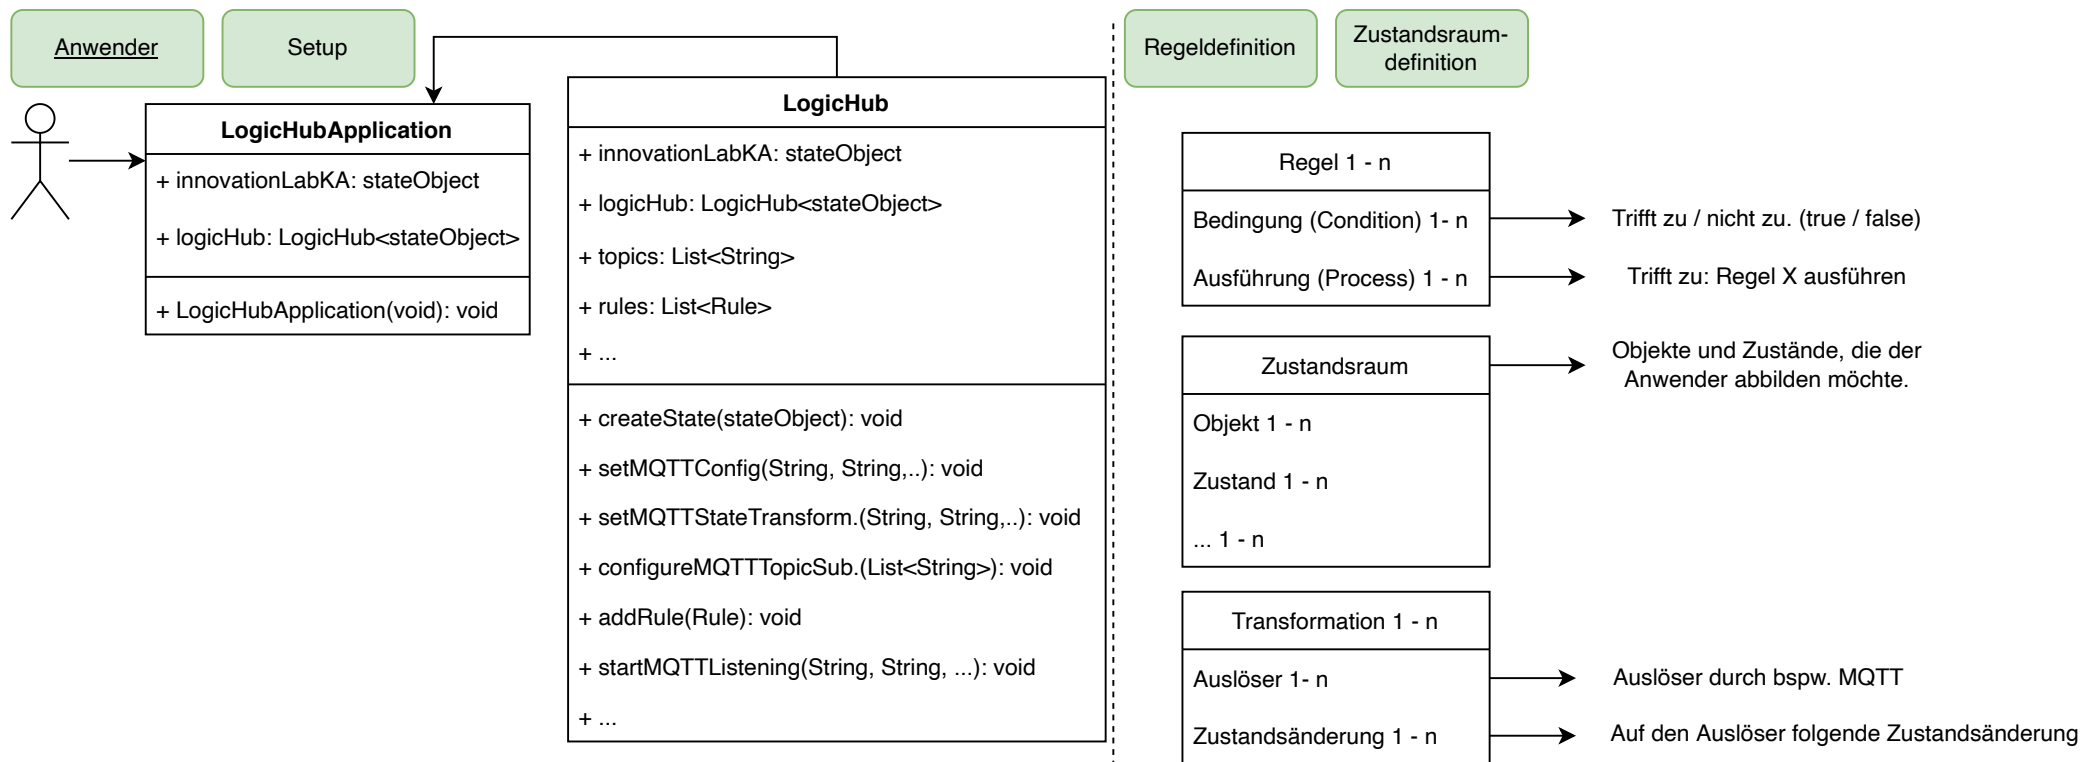 Anwender
Setup
LogicHubApplication
+ innovationLabKA: stateObject
+ logicHub: LogicHub<stateObject>
+ LogicHubApplication(void): void
LogicHub
+ innovationLabKA: stateObject
+ logicHub: LogicHub<stateObject>
+ topics: List<String>
+ rules: List<Rule>
+ ...
+ createState(stateObject): void
+ setMQTTConfig(String, String,..): void
+ setMQTTStateTransform.(String, String,..): void
+ configureMQTTTopicSub.(List<String>): void
+ addRule(Rule): void
+ startMQTTListening(String, String, ...): void
+ ...
Regeldefinition
Zustandsraum-
definition
Regel 1 - n
Bedingung (Condition) 1- n
Trifft zu / nicht zu. (true / false)
Ausführung (Process) 1 - n
Trifft zu: Regel X ausführen
Zustandsraum
Objekte und Zustände, die der
Anwender abbilden möchte.
Objekt 1 - n
Zustand 1 - n
... 1 - n
Transformation 1 - n
Auslöser 1- n
Auslöser durch bspw. MQTT
Zustandsänderung 1 - n
Auf den Auslöser folgende Zustandsänderung